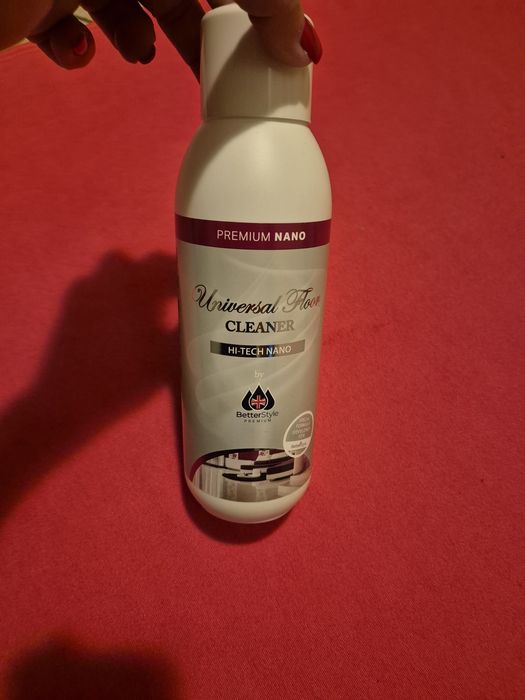 PREMIUM NANO
Universal Floor
CLEANER
HI-TECH NANO
by
BetterStyle
PREMIUM